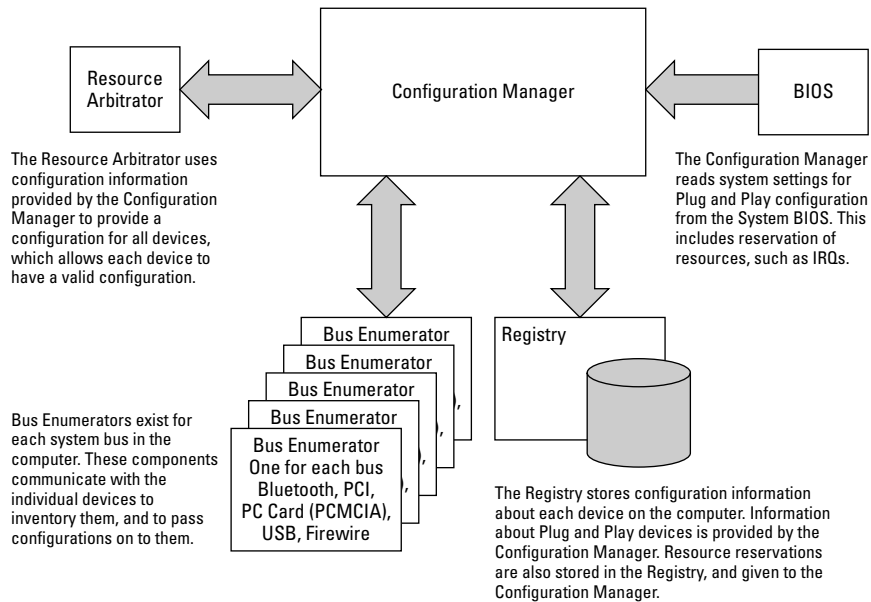 Resource
Arbitrator
Configuration Manager
BIOS
The Resource Arbitrator uses
configuration information
provided by the Configuration
Manager to provide a
configuration for all devices,
which allows each device to
have a valid configuration.
The Configuration Manager
reads system settings for
Plug and Play configuration
from the System BIOS. This
includes reservation of
resources, such as IRQs.
Bus Enumerator
Bus Enumerator
Bus Enumerator
Bus Enumerator
Bus Enumerator
One for each bus
Bluetooth, PCI,
PC Card (PCMCIA),
USB, Firewire
Registry
Bus Enumerators exist for
each system bus in the
computer. These components
communicate with the
individual devices to
inventory them, and to pass
configurations on to them.
The Registry stores configuration information
about each device on the computer. Information
about Plug and Play devices is provided by the
Configuration Manager. Resource reservations
are also stored in the Registry, and given to the
Configuration Manager.